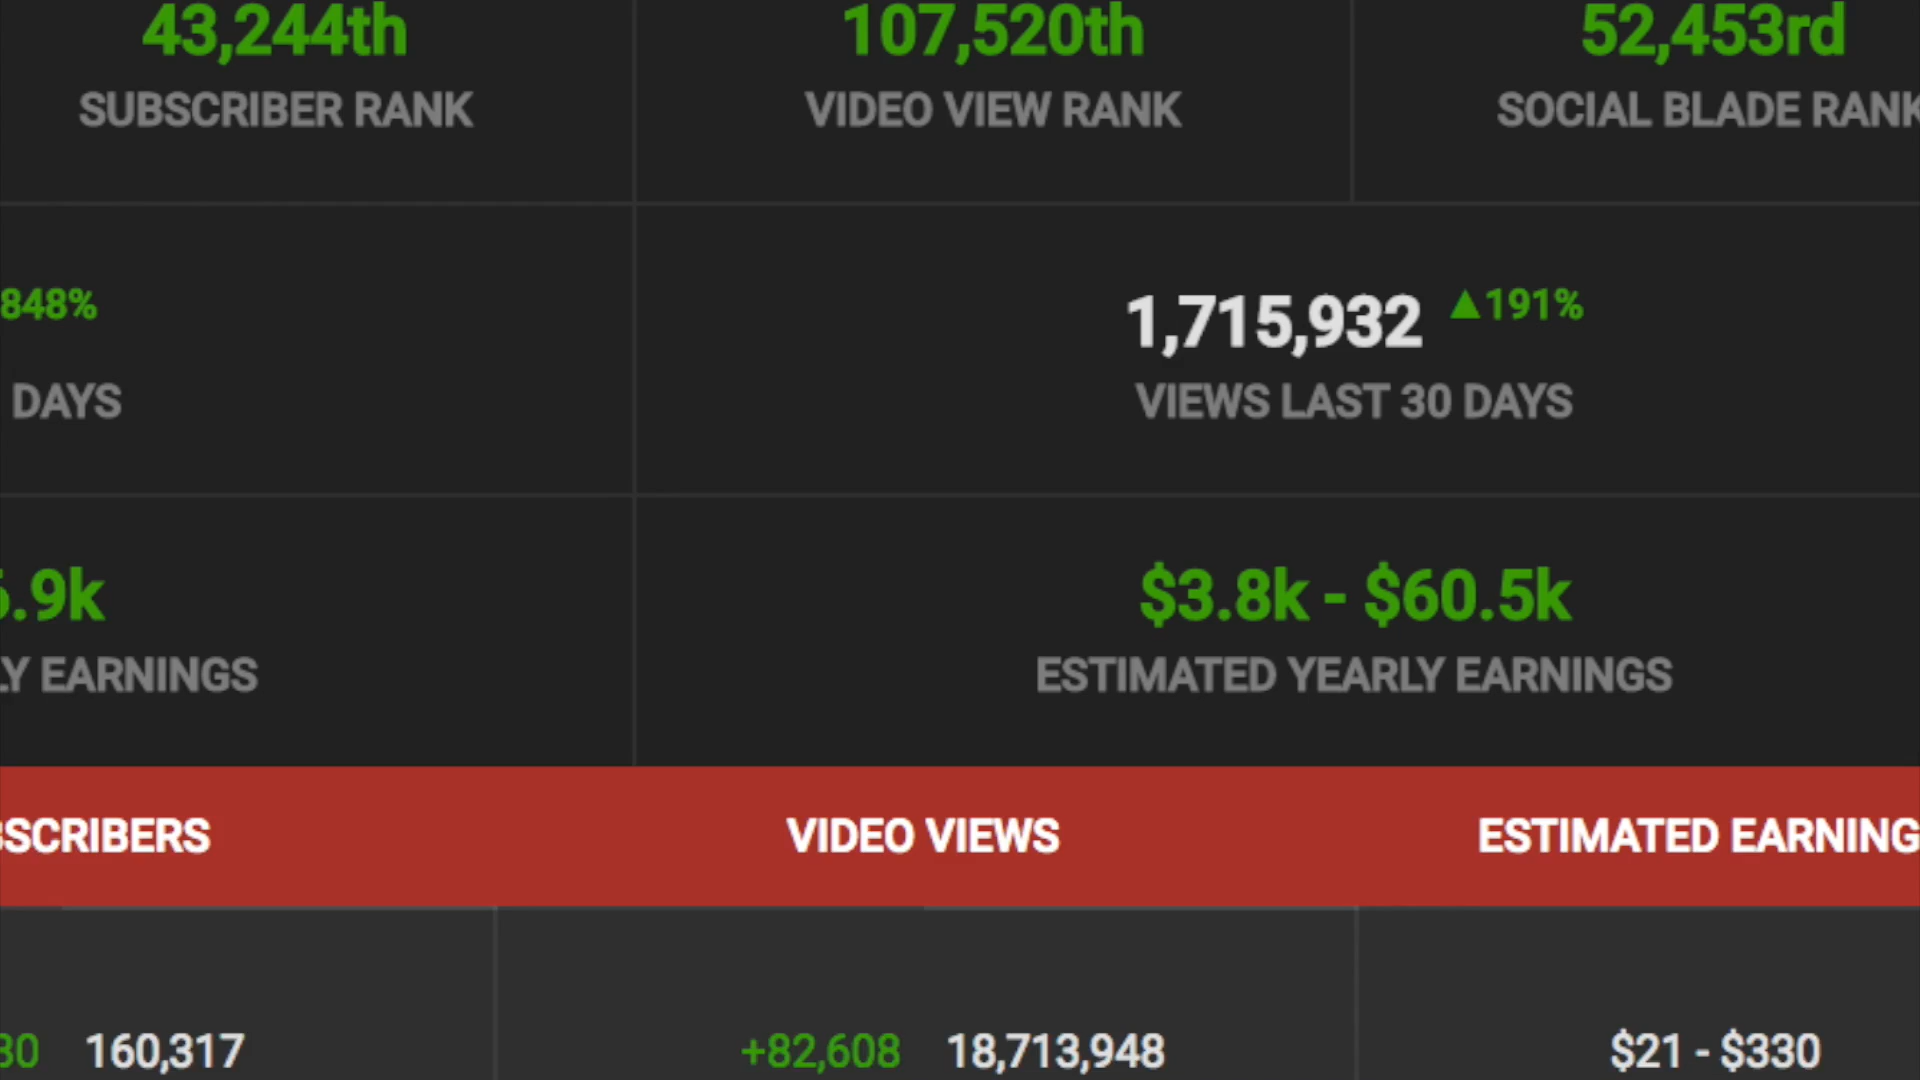 43,244th 107,520th 52,453rd
SUBSCRIBER RANK VIDEO VIEW RANK SOCIAL BLADE RANK
848% 1,715,932 ▲191%
DAYS VIEWS LAST 30 DAYS
.9k $3.8k - $60.5k
LY EARNINGS ESTIMATED YEARLY EARNINGS
SCRIBERS VIDEO VIEWS ESTIMATED EARNING
30 160,317 +82,608 18,713,948 $21 - $330